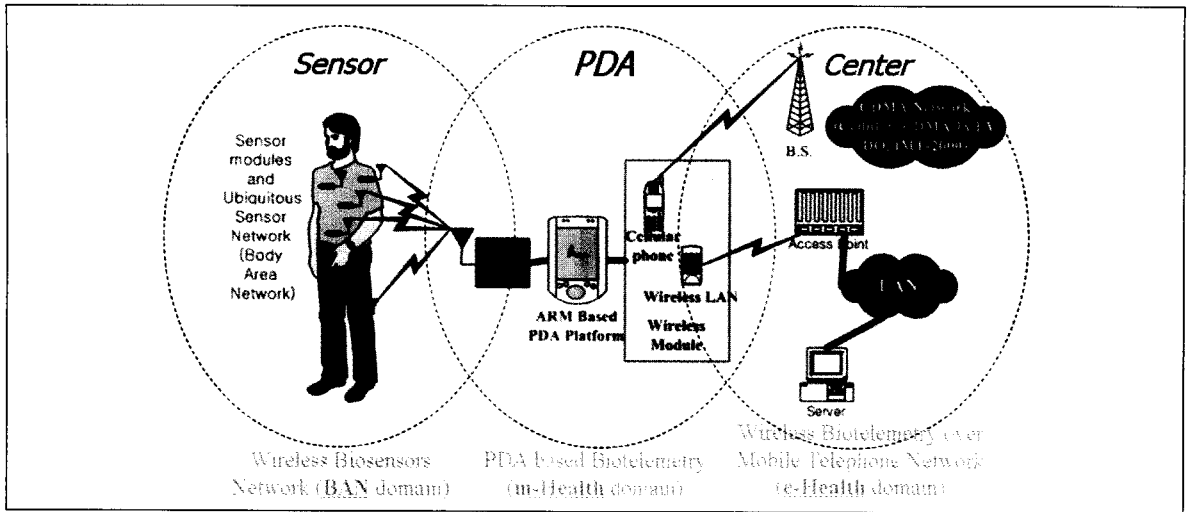 Sensor
PDA
Center
Sensor
modules
and
Ubiquitous
Sensor
Network
(Body
Area
Network)
B.S.
CDMA Network
Cellular
phone
Access Point
Wireless LAN
LAN
ARM Based
PDA Platform
Wireless
Module
Server
Wireless Biosensors
Network (BAN domain)
PDA based Biotelemetry
(m-Health domain)
Wireless Biotelemetry over
Mobile Telephone Network
(e-Health domain)